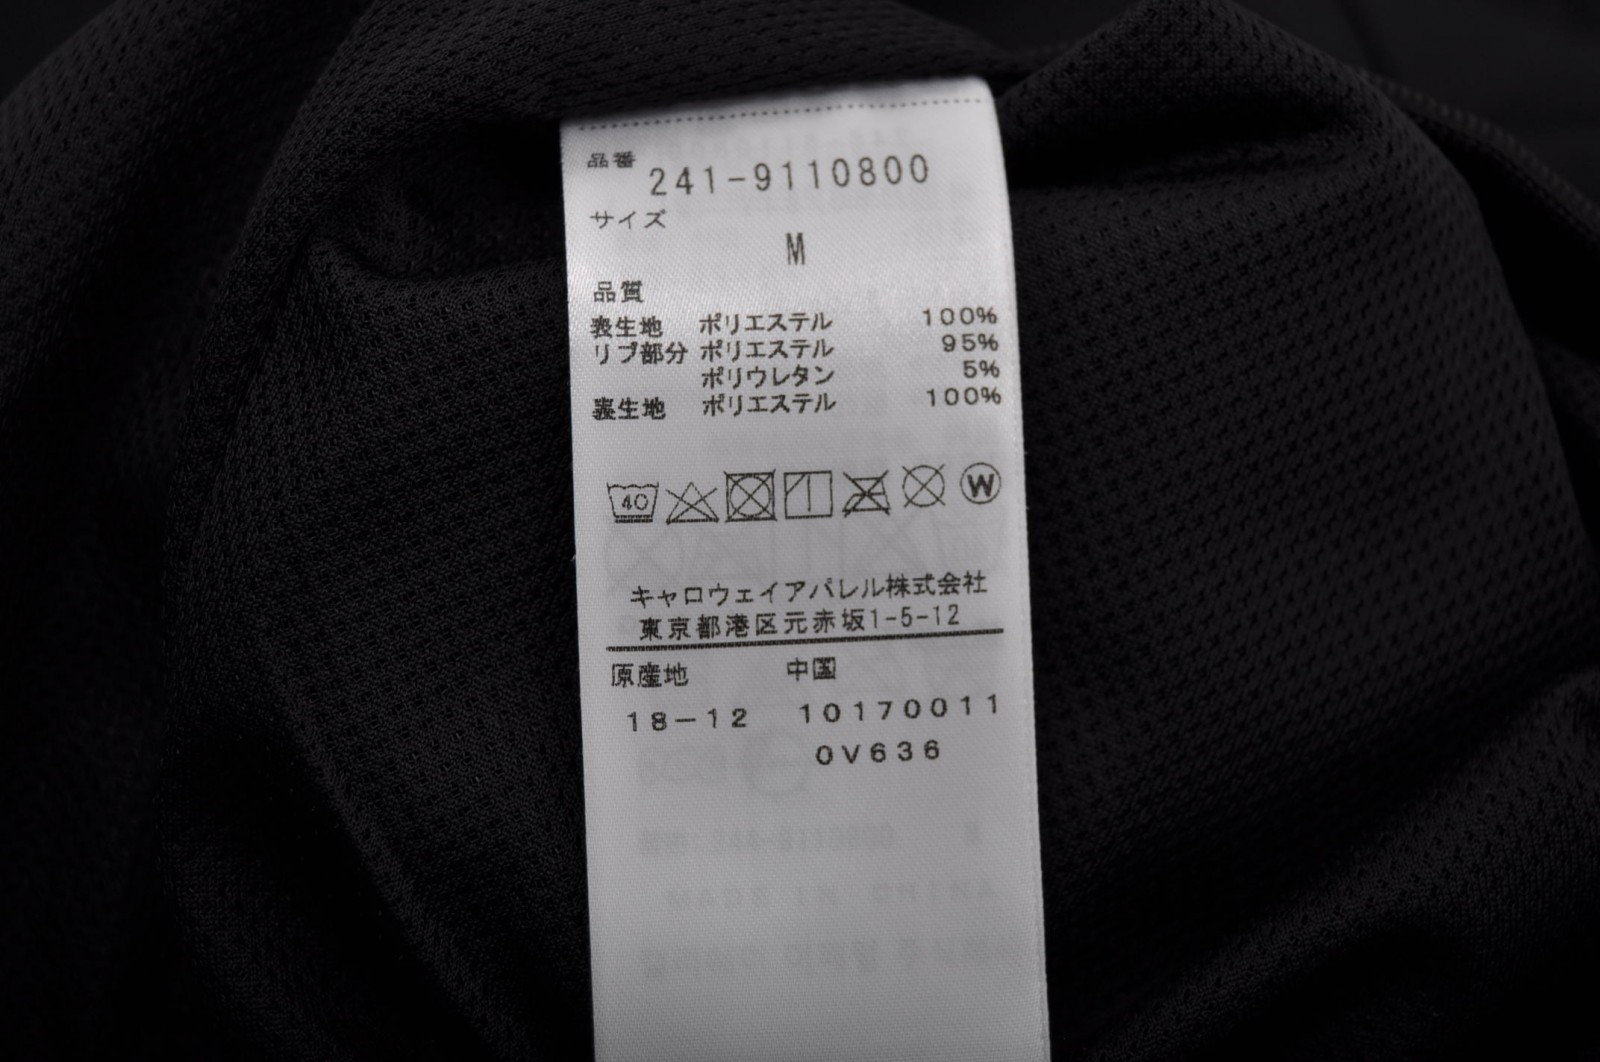 品番
241-9110800
サイズ
M
品質
表生地 ポリエステル 100%
リブ部分 ポリエステル 95%
ポリウレタン 5%
裏生地 ポリエステル 100%
40 W
キャロウェイアパレル株式会社
東京都港区元赤坂1-5-12
原産地 中国
18-12 10170011
0V636